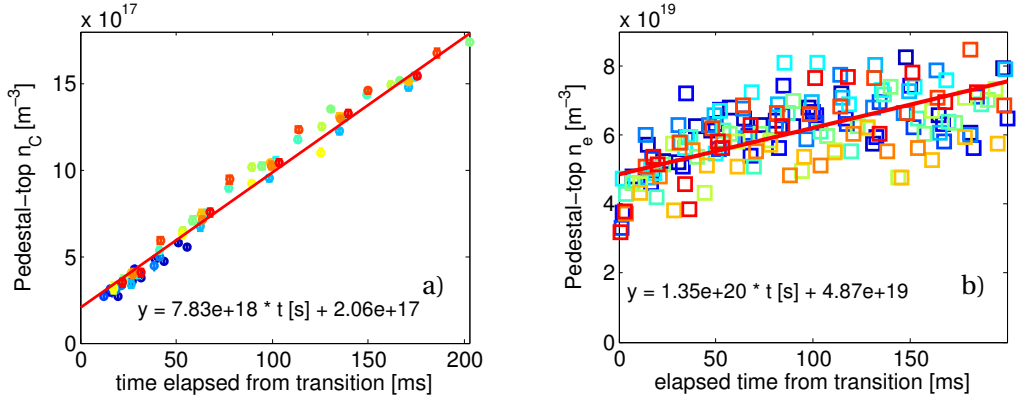 x 10^17
Pedestal-top n_C [m^-3]
15
10
5
0
a)
y = 7.83e+18 * t [s] + 2.06e+17
0 50 100 150 200
time elapsed from transition [ms]
x 10^19
Pedestal-top n_e [m^-3]
8
6
4
2
0
b)
y = 1.35e+20 * t [s] + 4.87e+19
0 50 100 150
elapsed time from transition [ms]